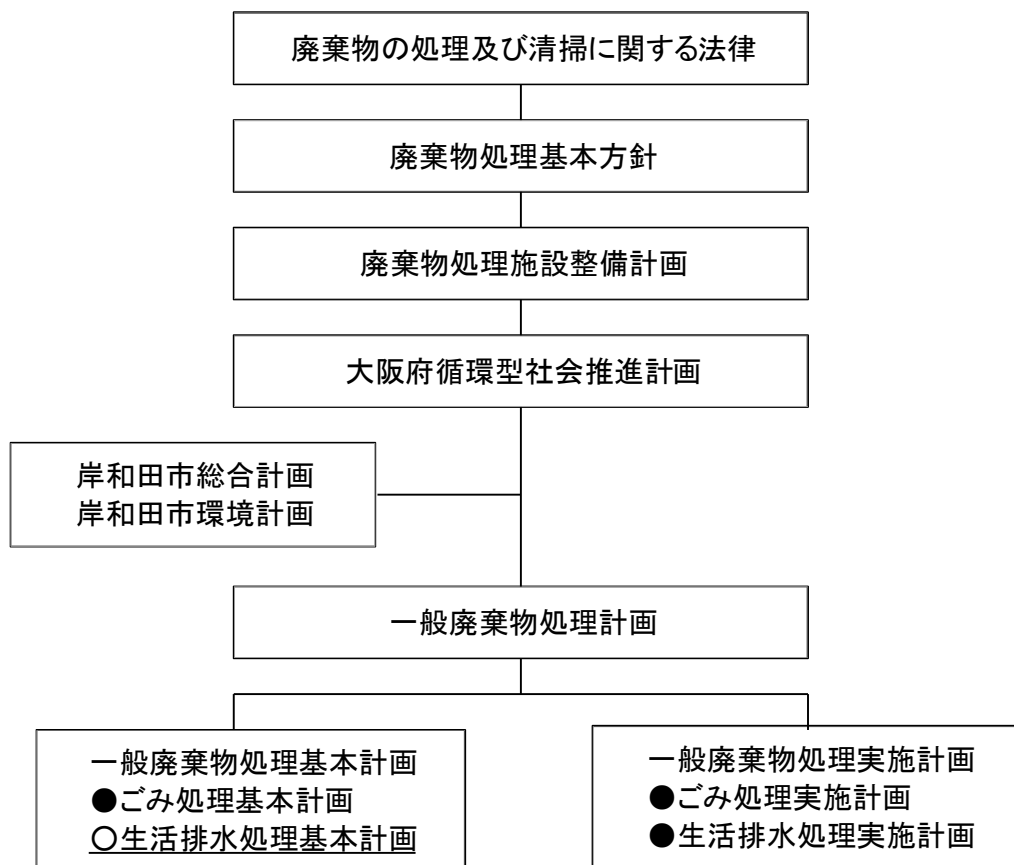 廃棄物の処理及び清掃に関する法律
廃棄物処理基本方針
廃棄物処理施設整備計画
大阪府循環型社会推進計画
岸和田市総合計画
岸和田市環境計画
一般廃棄物処理計画
一般廃棄物処理基本計画
●ごみ処理基本計画
○生活排水処理基本計画
一般廃棄物処理実施計画
●ごみ処理実施計画
●生活排水処理実施計画